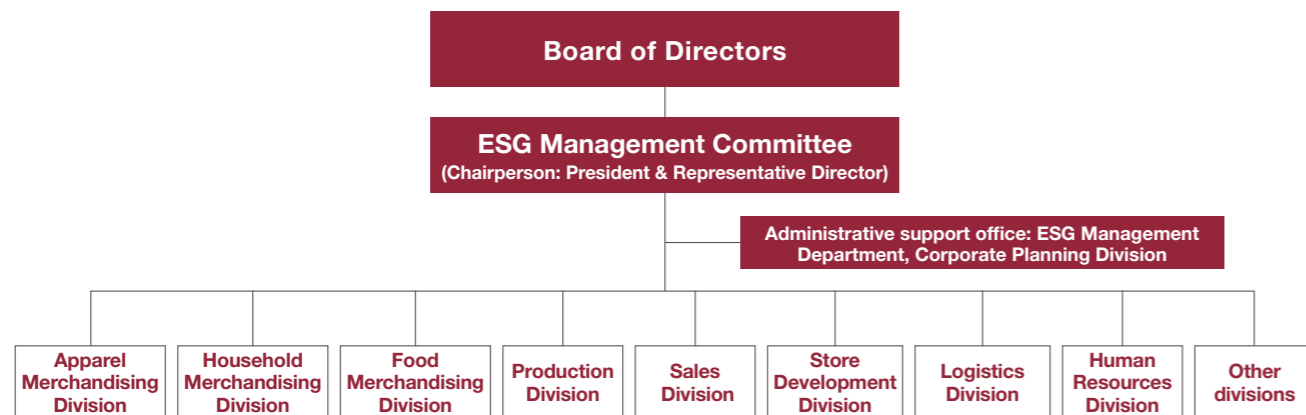 Board of Directors
ESG Management Committee
(Chairperson: President & Representative Director)
Administrative support office: ESG Management
Department, Corporate Planning Division
Apparel
Merchandising
Division
Household
Merchandising
Division
Food
Merchandising
Division
Production
Division
Sales
Division
Store
Development
Division
Logistics
Division
Human
Resources
Division
Other
divisions